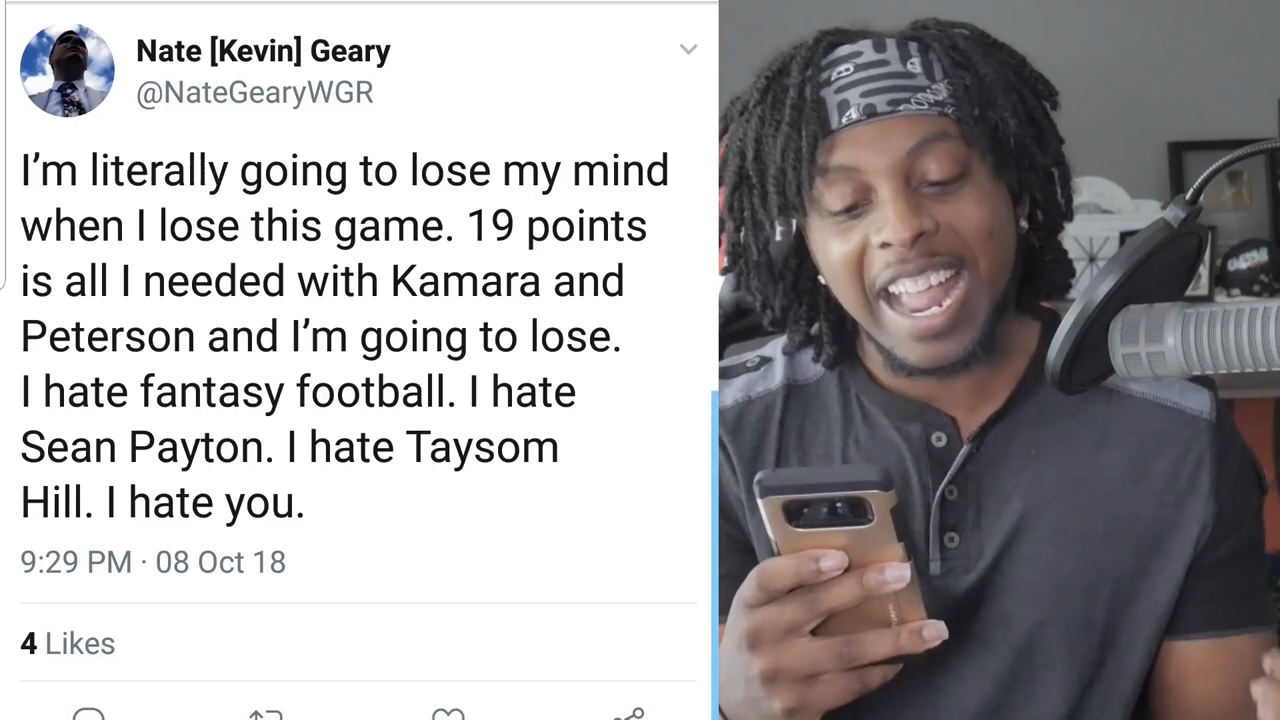 Nate [Kevin] Geary
@NateGearyWGR
I’m literally going to lose my mind
when I lose this game. 19 points
is all I needed with Kamara and
Peterson and I’m going to lose.
I hate fantasy football. I hate
Sean Payton. I hate Taysom
Hill. I hate you.
9:29 PM · 08 Oct 18
4 Likes